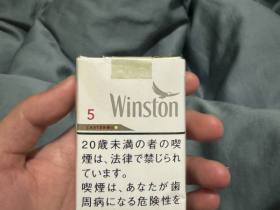 5 Winston
CASTER
20歳未満の者の喫
煙は、法律で禁じられ
ています。
喫煙は、あなたが歯
周病になる危険性を